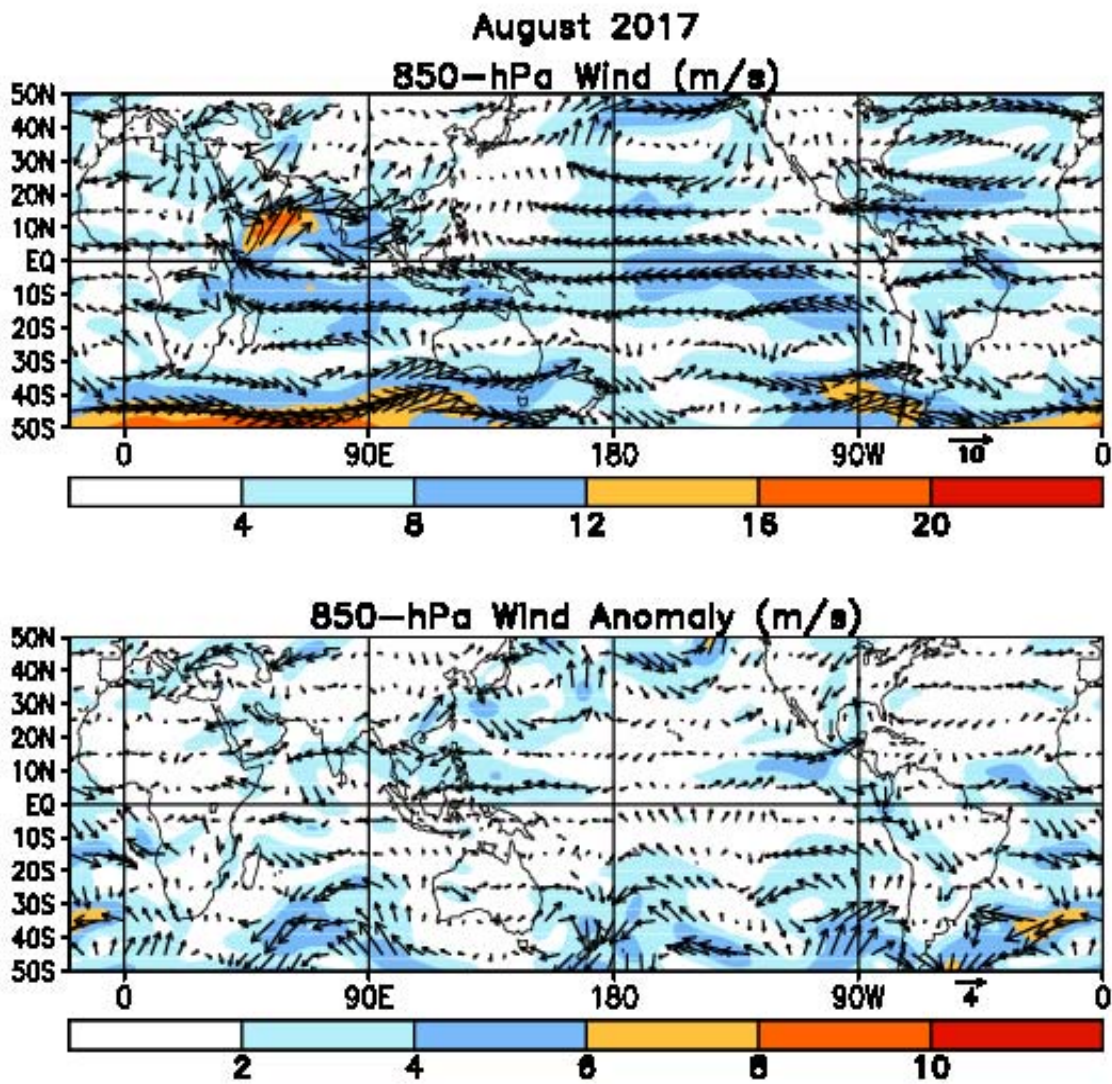 August 2017
850-hPa Wind (m/s)
50N
40N
30N
20N
10N
EQ
10S
20S
30S
40S
50S
0 90E 180 90W 10 0
4 8 12 16 20
850-hPa Wind Anomaly (m/s)
50N
40N
30N
20N
10N
EQ
10S
20S
30S
40S
50S
0 90E 180 90W 4 0
2 4 6 8 10